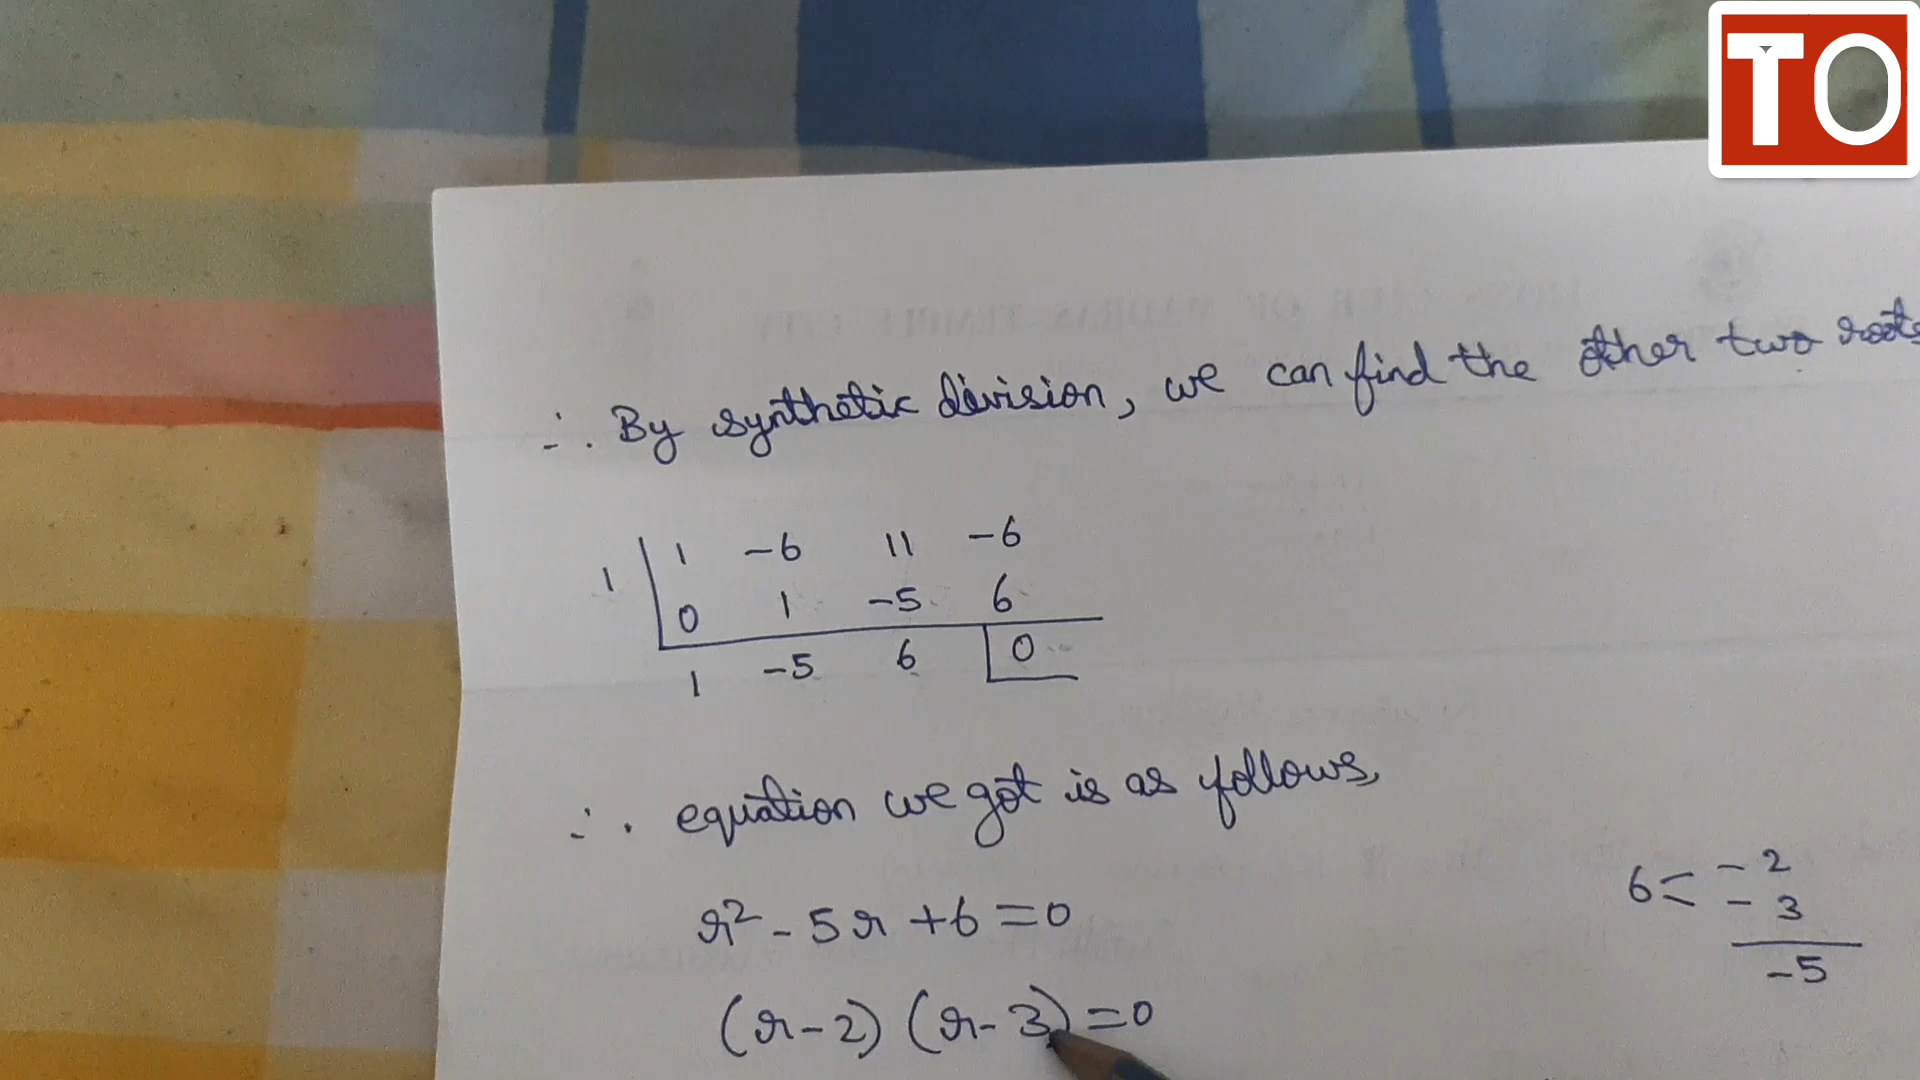 TO
∴ By synthetic division, we can find the other two roots
1 | 1 -6 11 -6
0 1 -5 6
1 -5 6 | 0
∴ equation we got is as follows,
r² - 5r + 6 = 0
6 < - 2
- 3
-5
(r - 2) (r - 3) = 0